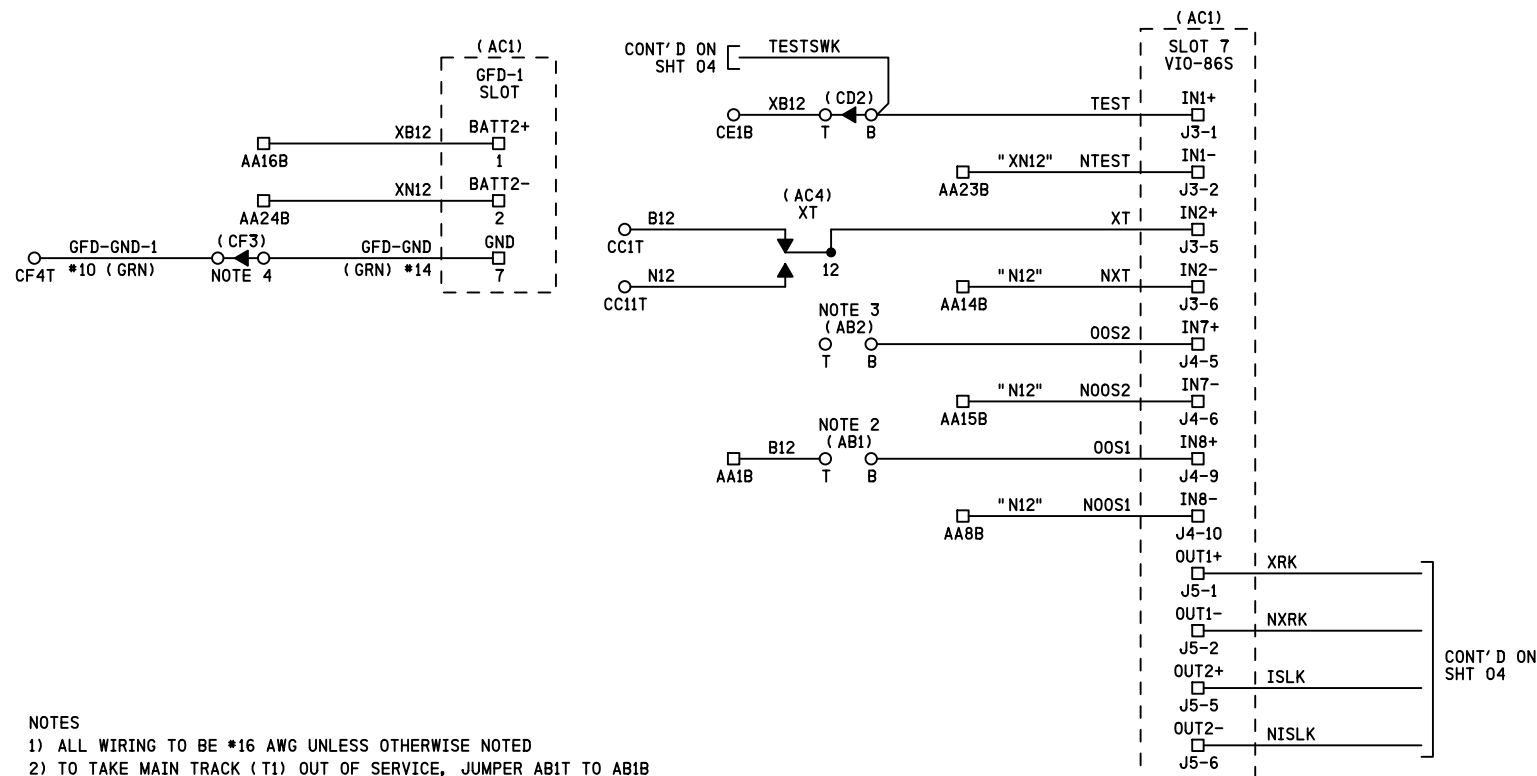 (AC1)
GFD-1
SLOT
XB12
BATT2+
AA16B
1
XN12
BATT2-
AA24B
2
GFD-GND-1
(CF3)
GFD-GND
GND
CF4T
#10 (GRN)
NOTE 4
(GRN) #14
7
CONT'D ON
SHT 04
TESTSWK
(AC1)
SLOT 7
VIO-86S
XB12
(CD2)
TEST
IN1+
CE1B
T
B
J3-1
"XN12"
NTEST
IN1-
AA23B
J3-2
(AC4)
XT
B12
XT
IN2+
CC1T
12
J3-5
N12
"N12"
NXT
IN2-
CC11T
AA14B
J3-6
NOTE 3
(AB2)
OOS2
IN7+
T
B
J4-5
"N12"
NOOS2
IN7-
AA15B
J4-6
NOTE 2
(AB1)
B12
OOS1
IN8+
AA1B
T
B
J4-9
"N12"
NOOS1
IN8-
AA8B
J4-10
OUT1+
XRK
J5-1
OUT1-
NXRK
J5-2
OUT2+
ISLK
J5-5
OUT2-
NISLK
J5-6
CONT'D ON
SHT 04
NOTES
1) ALL WIRING TO BE #16 AWG UNLESS OTHERWISE NOTED
2) TO TAKE MAIN TRACK (T1) OUT OF SERVICE, JUMPER AB1T TO AB1B